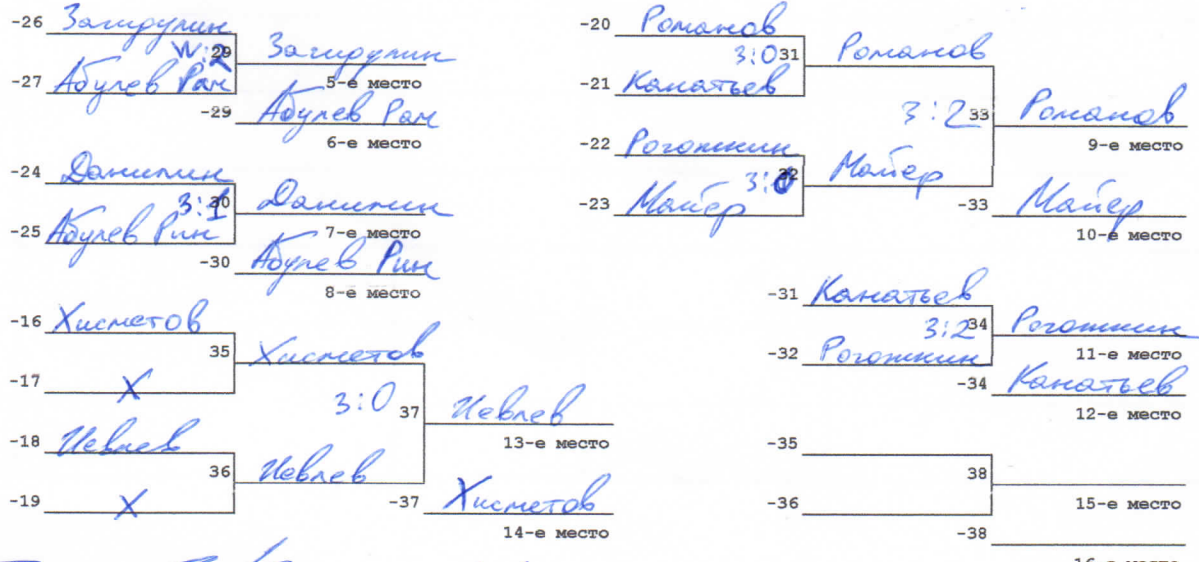 -26 Загидулин
W:2 29 Загидулин
-27 Абулев Рам 5-е место
-29 Абулев Рам
6-е место
-24 Данилин
3:1 30 Данилин
-25 Абулев Рин 7-е место
-30 Абулев Рин
8-е место
-16 Хисметов
35 Хисметов
-17 X
3:0 37 Иевлев
13-е место
-18 Иевлев
36 Иевлев
-19 X -37 Хисметов
14-е место
-20 Романов
3:0 31 Романов
-21 Канатьев
3:2 33 Романов
9-е место
-22 Рогожкин
3:0 32 Майер
-23 Майер -33 Майер
10-е место
-31 Канатьев
3:2 34 Рогожкин
-32 Рогожкин 11-е место
-34 Канатьев
12-е место
-35
38
-36 15-е место
-38
16-е место